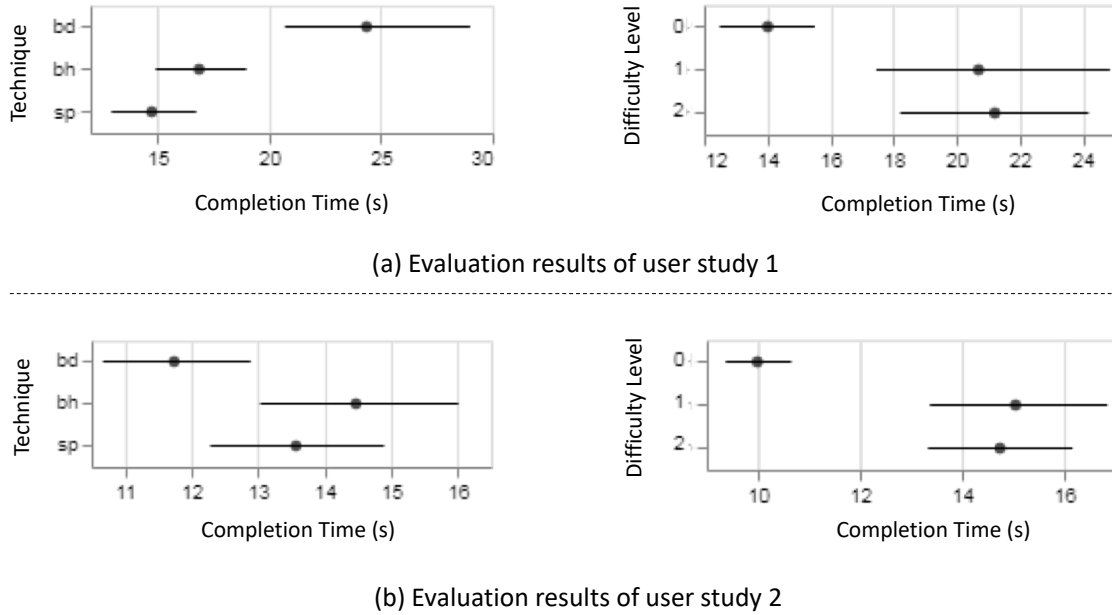 Technique
bd
bh
sp
15 20 25 30
Completion Time (s)
Difficulty Level
0
1
2
12 14 16 18 20 22 24
Completion Time (s)
(a) Evaluation results of user study 1
Technique
bd
bh
sp
11 12 13 14 15 16
Completion Time (s)
Difficulty Level
0
1
2
10 12 14 16
Completion Time (s)
(b) Evaluation results of user study 2